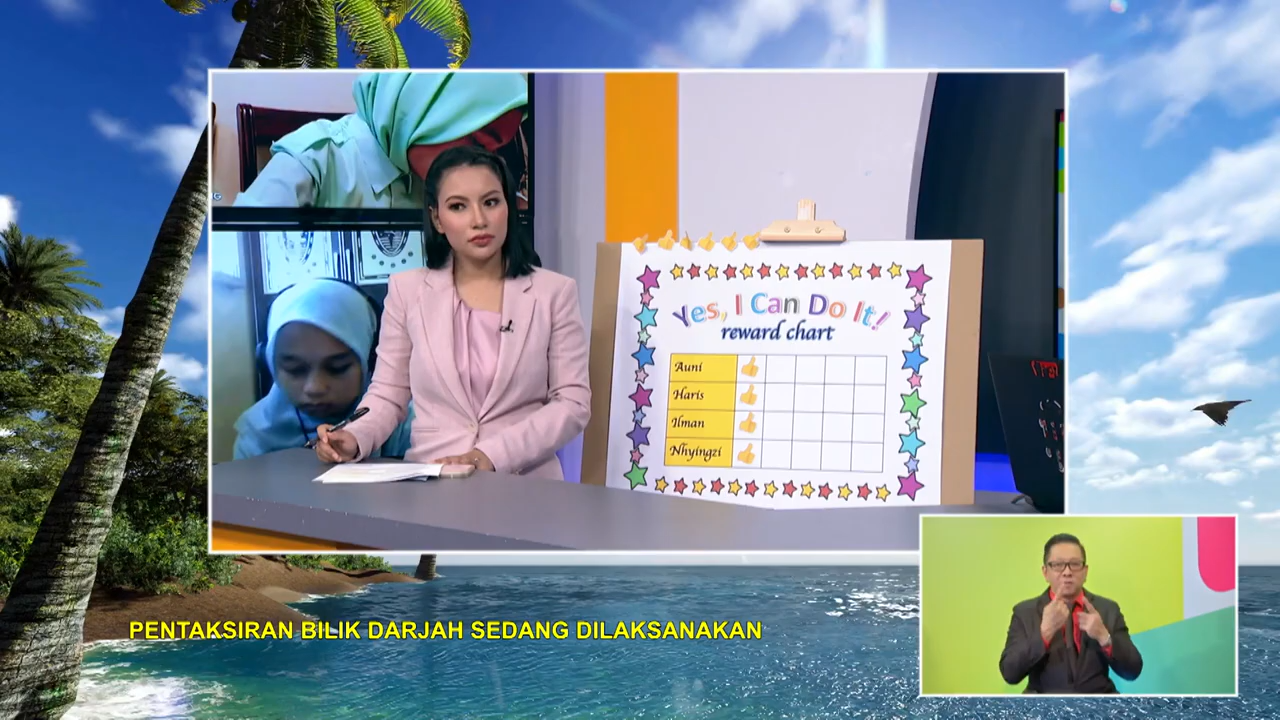 Yes, I Can Do It!
reward chart
Auni
Haris
Ilman
Nhyingzi
PENTAKSIRAN BILIK DARJAH SEDANG DILAKSANAKAN